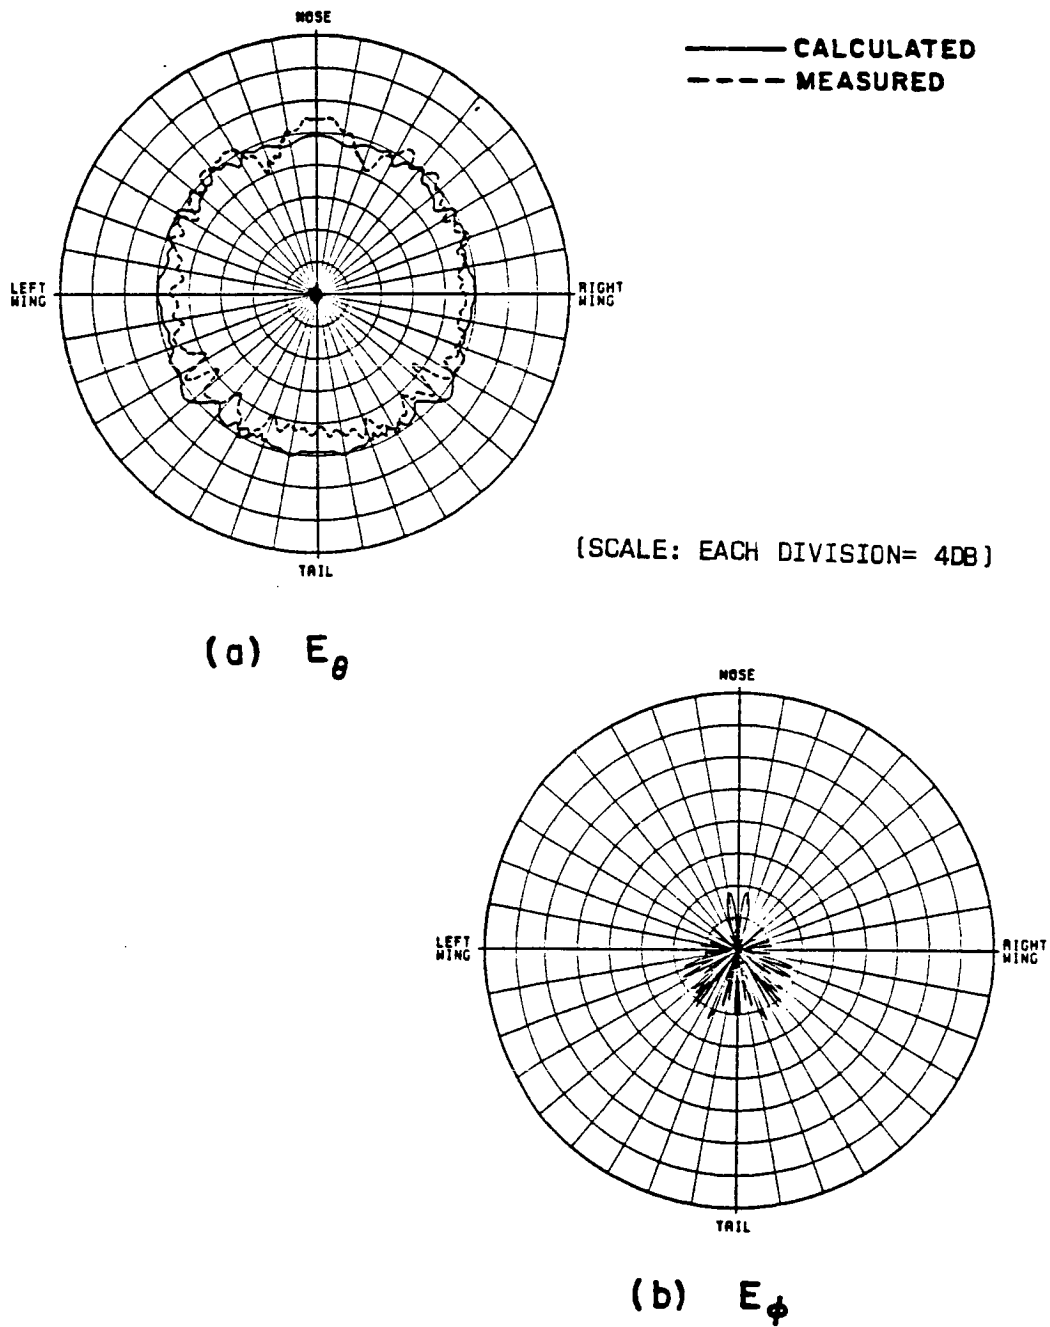 NOSE
CALCULATED
MEASURED
LEFT
WING
RIGHT
WING
TAIL
(SCALE: EACH DIVISION= 4DB)
(a) Eθ
NOSE
LEFT
WING
RIGHT
WING
TAIL
(b) Eϕ